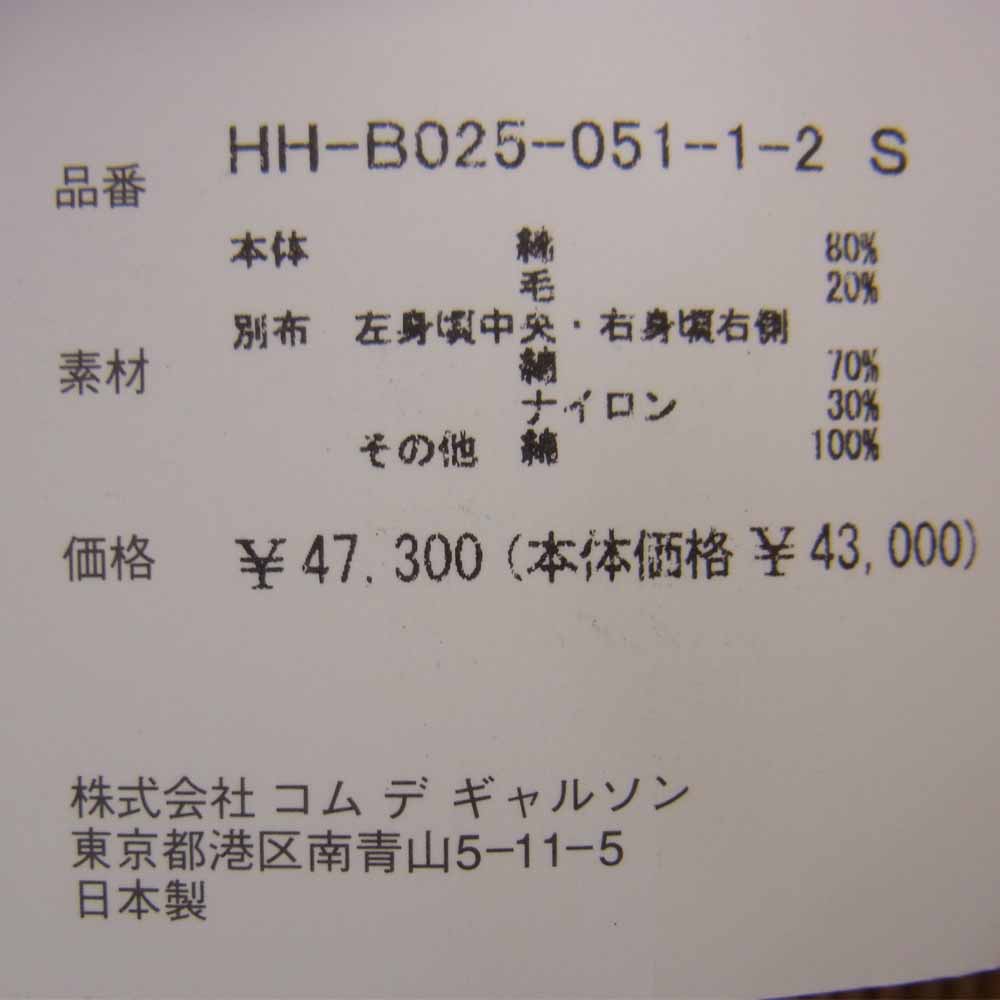 品番 HH-B025-051-1-2 S
本体 綿 80%
毛 20%
別布 左身頃中央・右身頃右側
素材
綿 70%
ナイロン 30%
その他 綿 100%
価格 ¥47,300(本体価格 ¥43,000)
株式会社 コム デ ギャルソン
東京都港区南青山5-11-5
日本製